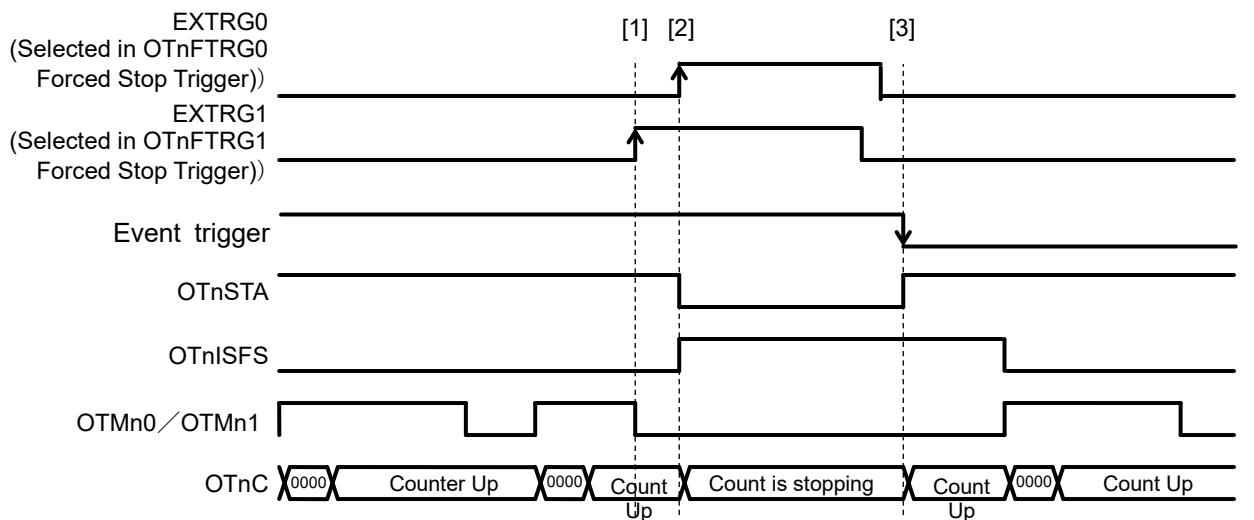 EXTRG0
(Selected in OTnFTRG0
Forced Stop Trigger)）
[1] [2] [3]
EXTRG1
(Selected in OTnFTRG1
Forced Stop Trigger)）
Event trigger
OTnSTA
OTnISFS
OTMn0／OTMn1
OTnC 0000 Counter Up 0000 Count Up Count is stopping Count Up 0000 Count Up